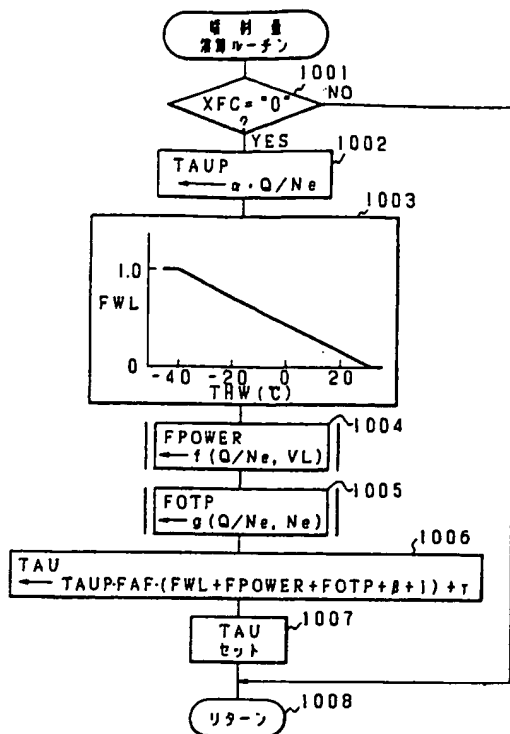 燃料量
演算ルーチン
1001
XFC="0"
?
NO
YES
1002
TAUP
← α・Q/Ne
1003
1.0
FWL
0
-40 -20 0 20
THW(℃)
1004
FPOWER
← f(Q/Ne, VL)
1005
FOTP
← g(Q/Ne, Ne)
1006
TAU
← TAUP・FAF・(FWL+FPOWER+FOTP+β+1)+γ
1007
TAU
セット
リターン
1008